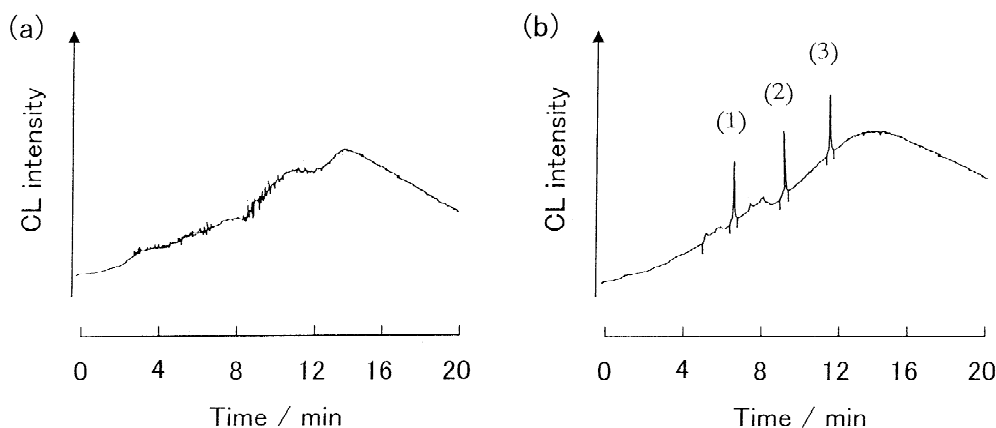 (a)
CL intensity
0 4 8 12 16 20
Time / min
(b)
(1)
(2)
(3)
CL intensity
0 4 8 12 16 20
Time / min